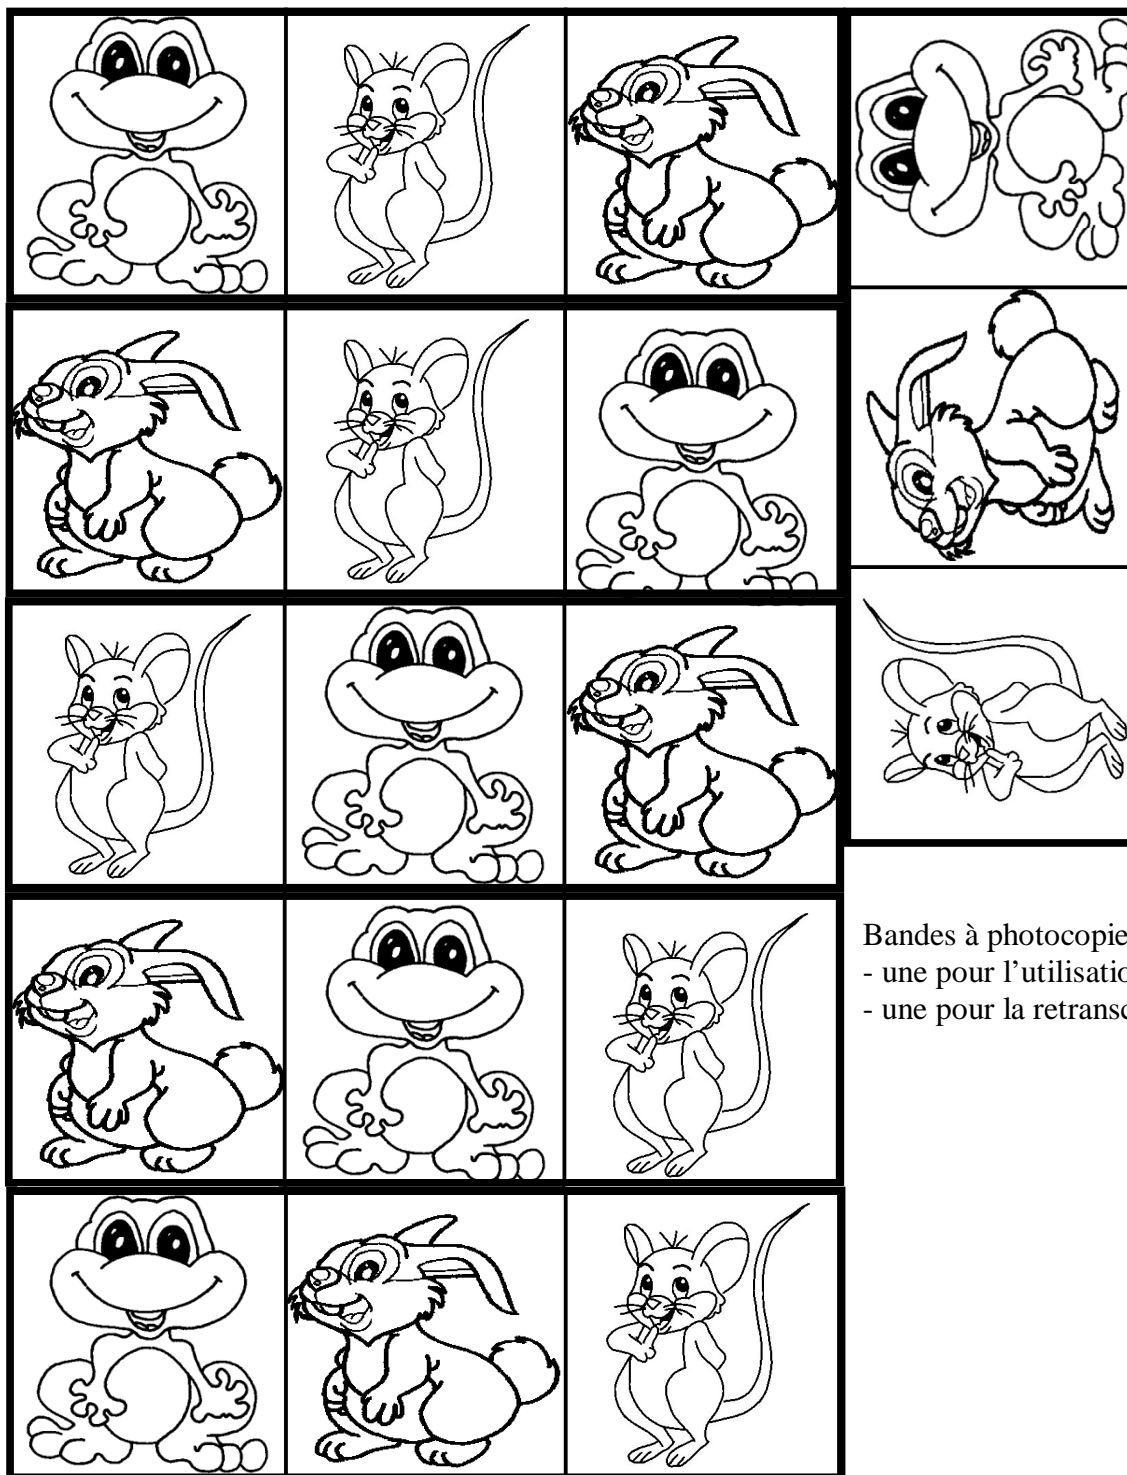 Bandes à photocopie
- une pour l’utilisatio
- une pour la retransc